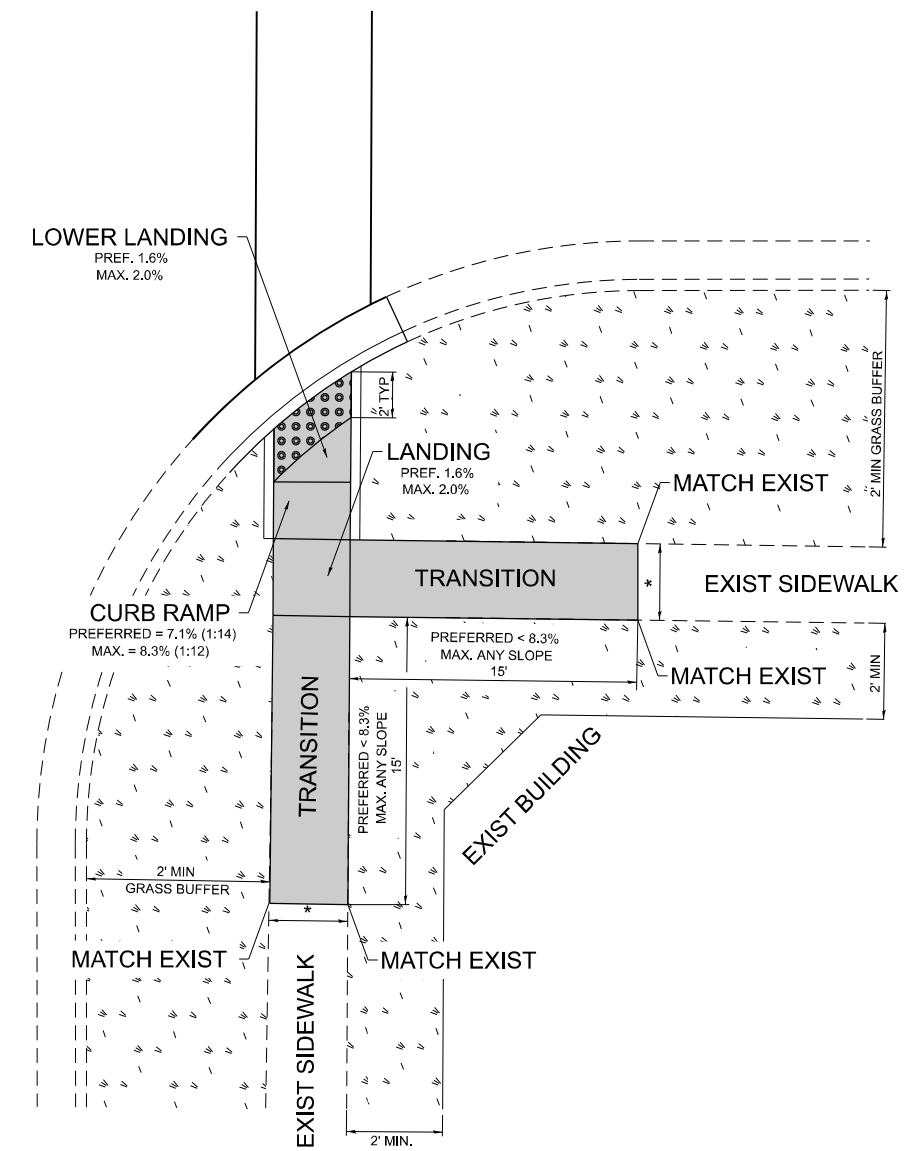 LOWER LANDING
PREF. 1.6%
MAX. 2.0%
2' TYP
2' MIN GRASS BUFFER
LANDING
PREF. 1.6%
MAX. 2.0%
MATCH EXIST
TRANSITION
*
EXIST SIDEWALK
CURB RAMP
PREFERRED = 7.1% (1:14)
MAX. = 8.3% (1:12)
PREFERRED < 8.3%
MAX. ANY SLOPE
15'
MATCH EXIST
2' MIN
TRANSITION
PREFERRED < 8.3%
MAX. ANY SLOPE
15'
EXIST BUILDING
2' MIN
GRASS BUFFER
*
MATCH EXIST
MATCH EXIST
EXIST SIDEWALK
2' MIN.